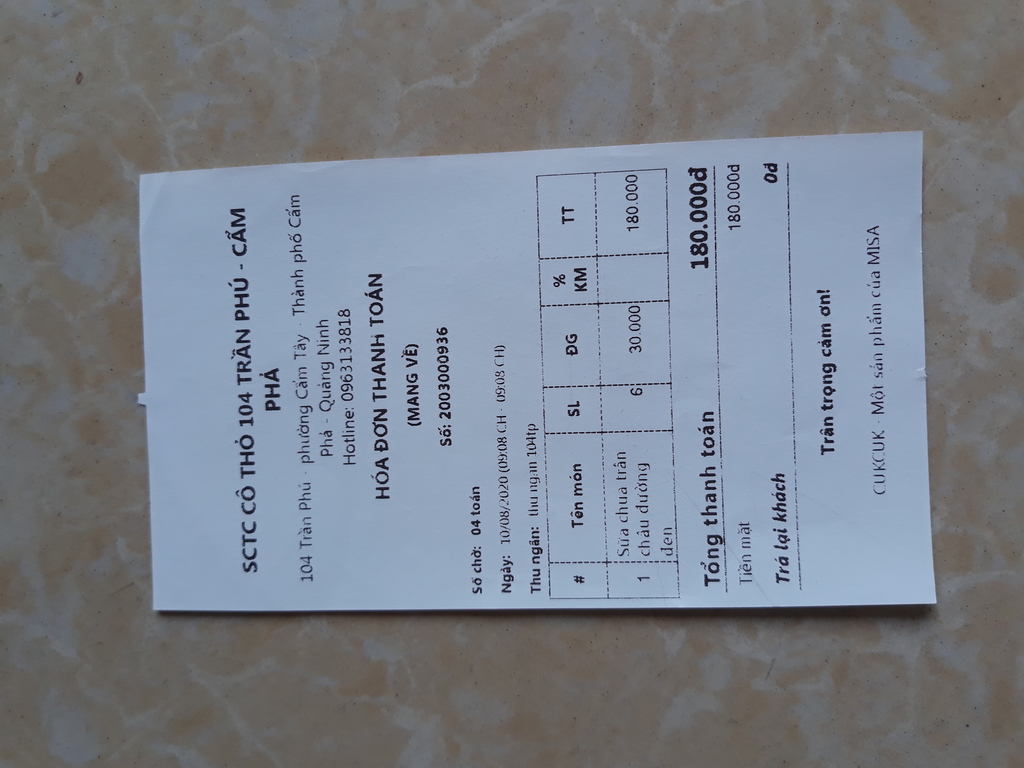 SCTC CÔ THỎ 104 TRẦN PHÚ - CẨM
PHẢ
104 Trần Phú - phường Cẩm Tây - Thành phố Cẩm
Phả - Quảng Ninh
Hotline: 0963133818
HÓA ĐƠN THANH TOÁN
(MANG VỀ)
Số: 2003000936
Số chờ: 04 toán
Ngày: 10/08/2020 (09:08 CH - 09:08 CH)
Thu ngân: thu ngan 104tp
# Tên món SL ĐG % KM TT
1 Sữa chua trân 6 30.000 180.000
châu đường
đen
Tổng thanh toán 180.000đ
Tiền mặt 180.000đ
Trả lại khách 0đ
Trân trọng cảm ơn!
CUKCUK - Một sản phẩm của MISA